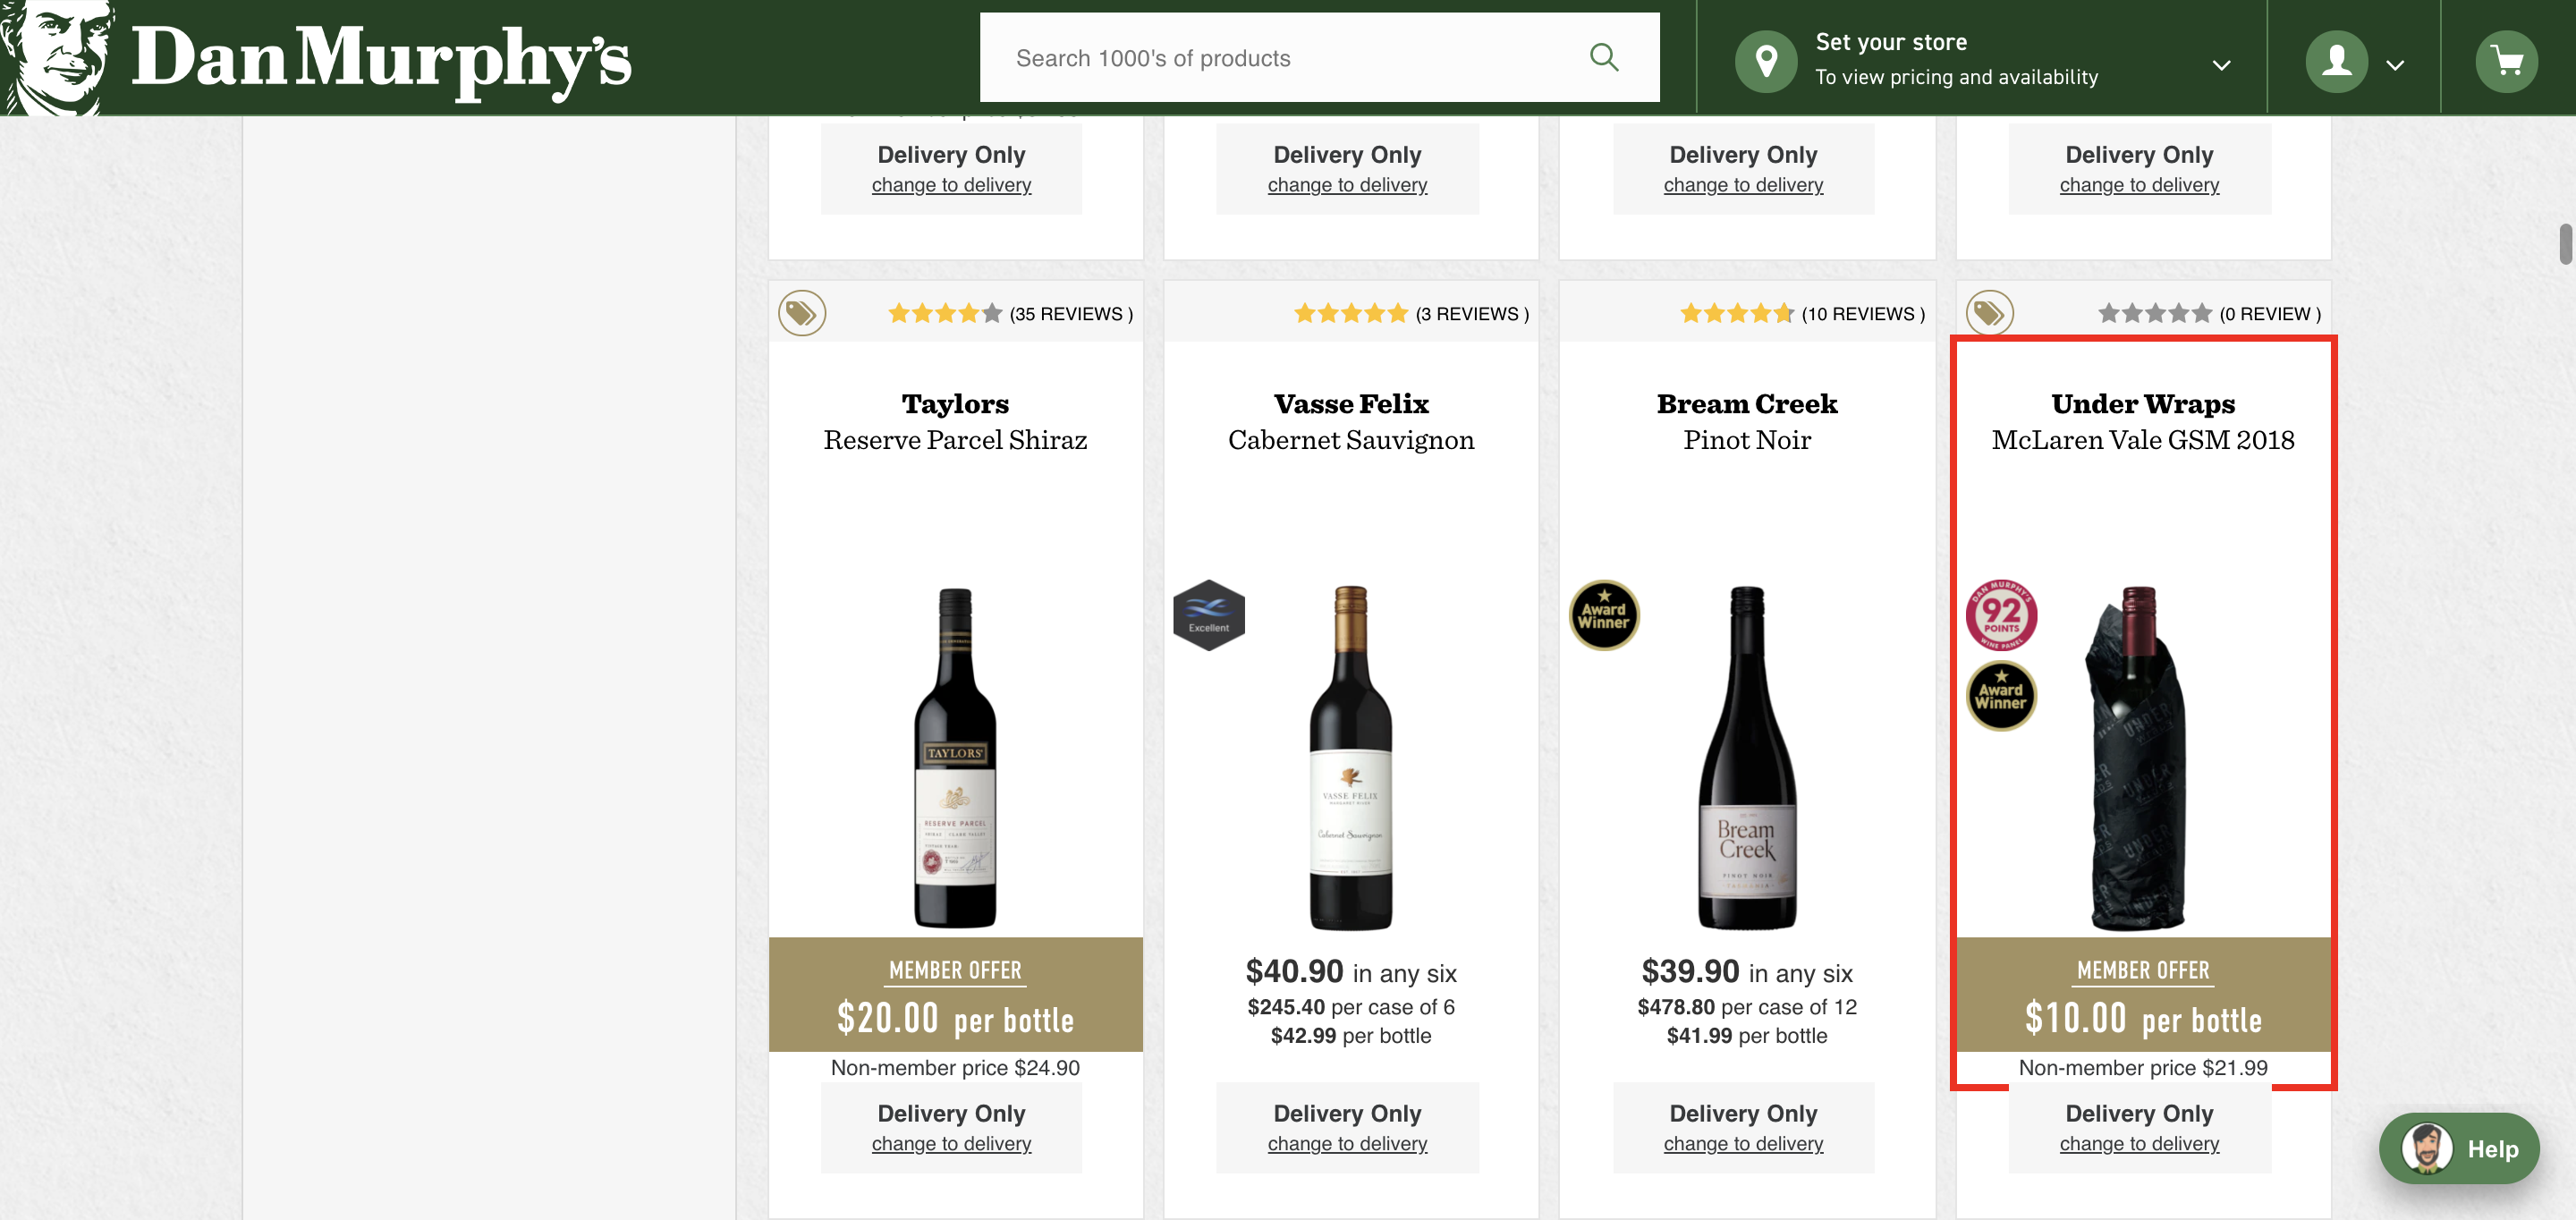 Dan Murphy's
Search 1000's of products
Set your store
To view pricing and availability
Delivery Only
change to delivery
Delivery Only
change to delivery
Delivery Only
change to delivery
Delivery Only
change to delivery
(35 REVIEWS )
(3 REVIEWS )
(10 REVIEWS )
(0 REVIEW )
Taylors
Reserve Parcel Shiraz
Vasse Felix
Cabernet Sauvignon
Bream Creek
Pinot Noir
Under Wraps
McLaren Vale GSM 2018
TAYLORS
RESERVE PARCEL
Excellent
VASSE FELIX
Cabernet Sauvignon
Award
Winner
Bream
Creek
PINOT NOIR
DAN MURPHY'S
92
POINTS
WINE PANEL
Award
Winner
UNDER
UNDER
UNDER
MEMBER OFFER
$20.00 per bottle
Non-member price $24.90
$40.90 in any six
$245.40 per case of 6
$42.99 per bottle
$39.90 in any six
$478.80 per case of 12
$41.99 per bottle
MEMBER OFFER
$10.00 per bottle
Non-member price $21.99
Delivery Only
change to delivery
Delivery Only
change to delivery
Delivery Only
change to delivery
Delivery Only
change to delivery
Help